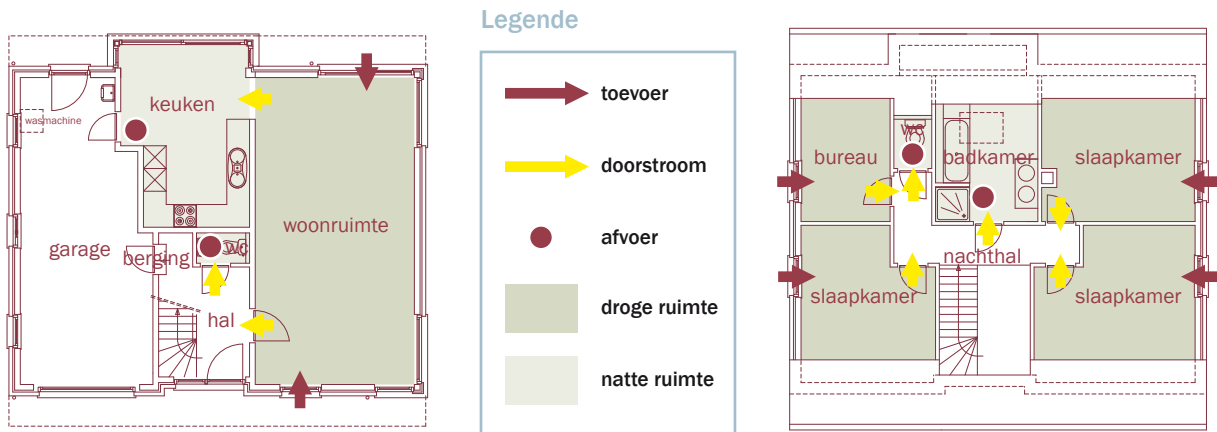 keuken
wasmachine
woonruimte
garage
berging
wc
hal
Legende
toevoer
doorstroom
afvoer
droge ruimte
natte ruimte
wc
bureau
badkamer
slaapkamer
nachthal
slaapkamer
slaapkamer